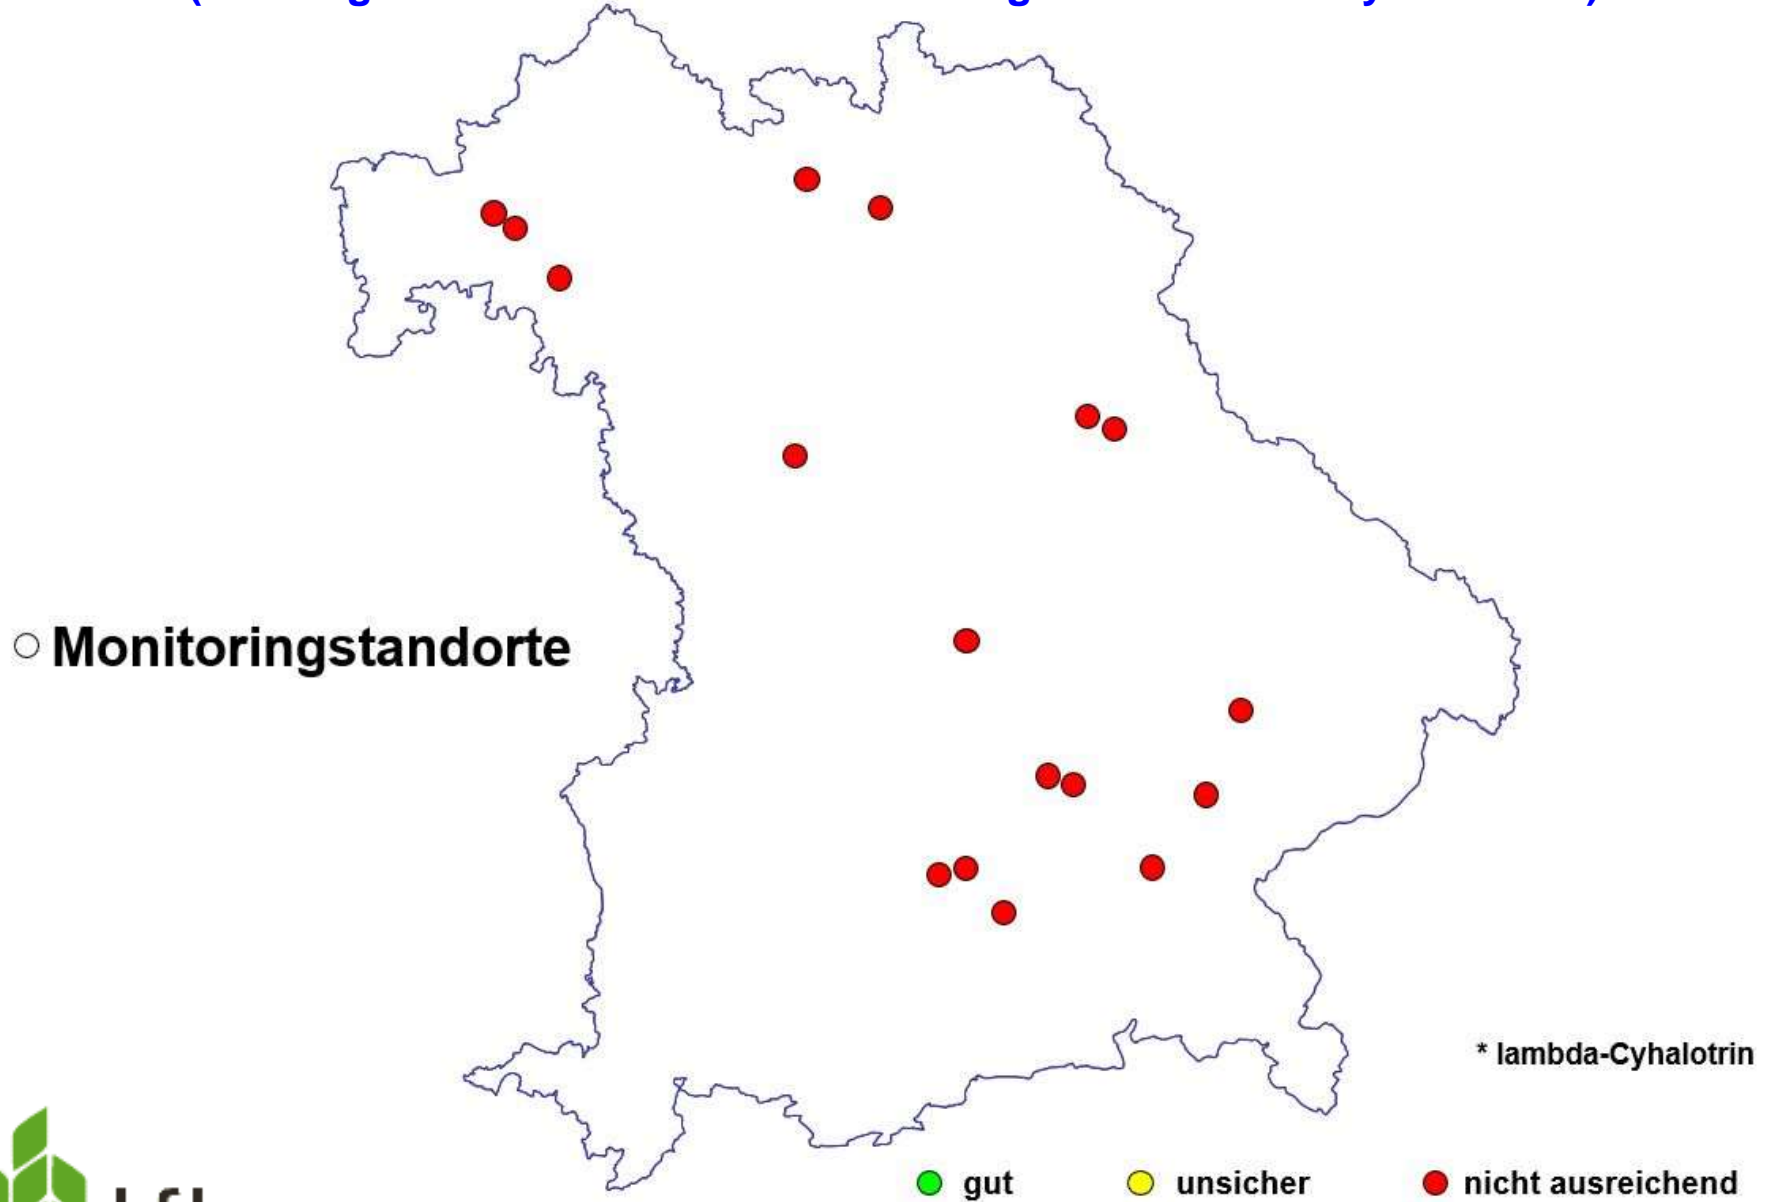 Monitoringstandorte
* lambda-Cyhalotrin
gut
unsicher
nicht ausreichend